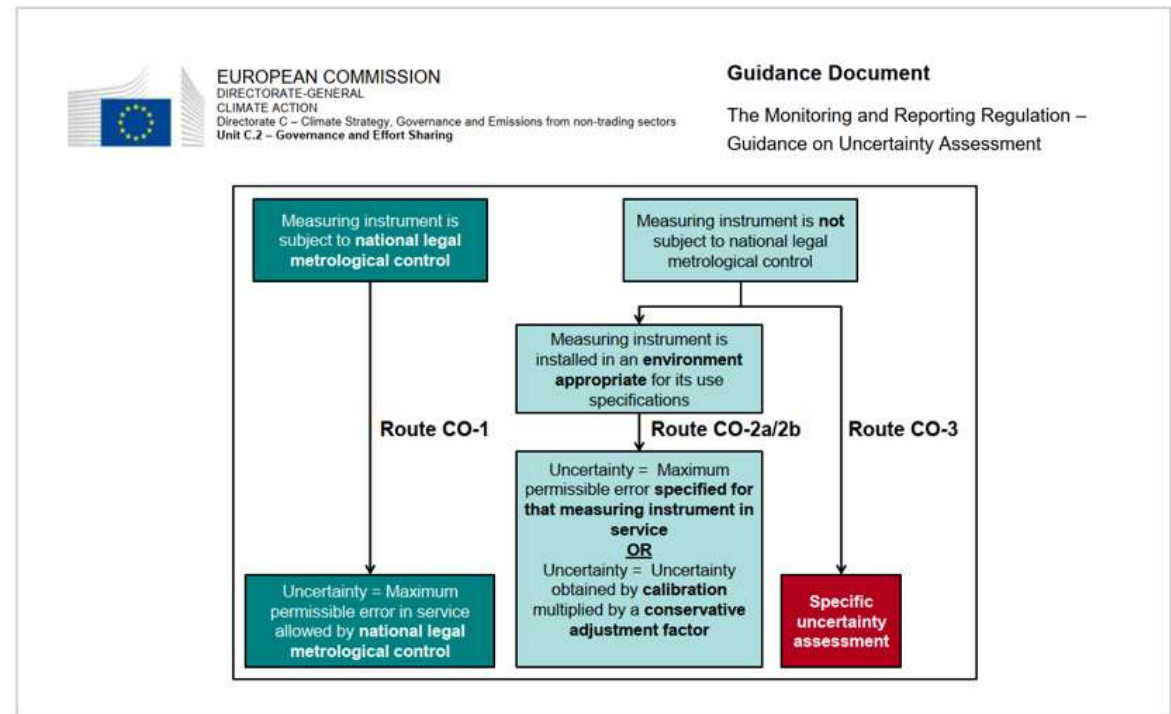 EUROPEAN COMMISSION
DIRECTORATE-GENERAL
CLIMATE ACTION
Directorate C – Climate Strategy, Governance and Emissions from non-trading sectors
Unit C.2 – Governance and Effort Sharing
Guidance Document
The Monitoring and Reporting Regulation –
Guidance on Uncertainty Assessment
Measuring instrument is
subject to national legal
metrological control
Measuring instrument is not
subject to national legal
metrological control
Measuring instrument is
installed in an environment
appropriate for its use
specifications
Route CO-1
Route CO-2a/2b
Route CO-3
Uncertainty = Maximum
permissible error specified for
that measuring instrument in
service
OR
Uncertainty = Uncertainty
obtained by calibration
multiplied by a conservative
adjustment factor
Uncertainty = Maximum
permissible error in service
allowed by national legal
metrological control
Specific
uncertainty
assessment